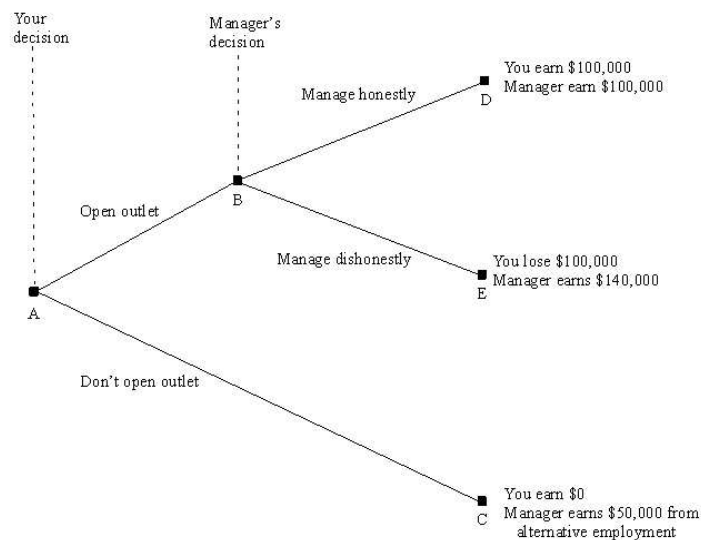 Your
decision
Manager's
decision
You earn $100,000
Manager earn $100,000
Manage honestly
D
B
Open outlet
Manage dishonestly
You lose $100,000
Manager earns $140,000
E
A
Don't open outlet
You earn $0
Manager earns $50,000 from
alternative employment
C